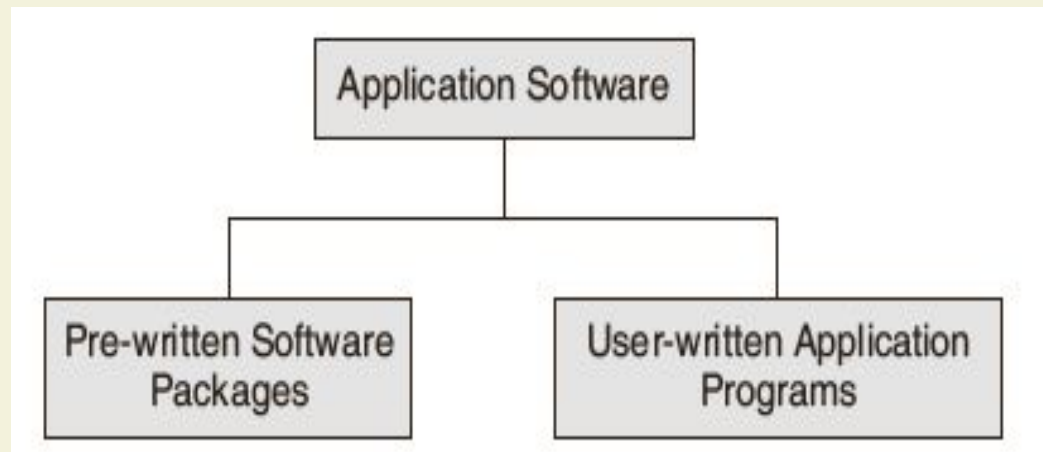 Application Software
Pre-written Software
Packages
User-written Application
Programs